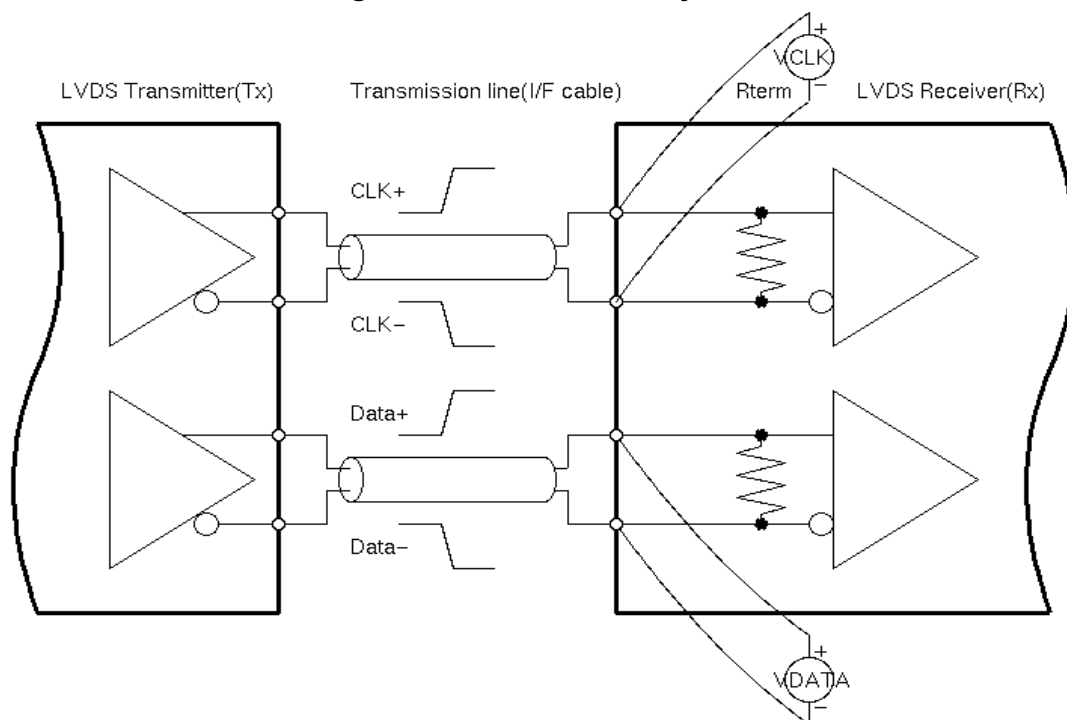 +
VCLK
−
LVDS Transmitter(Tx) Transmission line(I/F cable) Rterm LVDS Receiver(Rx)
CLK+
CLK−
Data+
Data−
+
VDATA
−